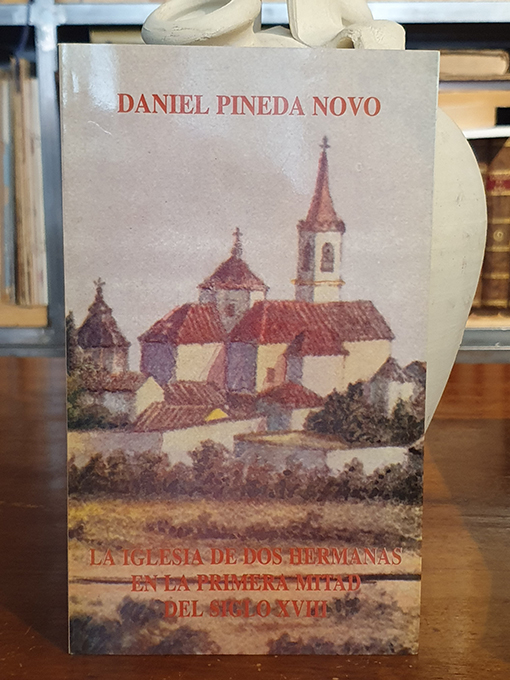 DANIEL PINEDA NOVO
LA IGLESIA DE DOS HERMANAS
EN LA PRIMERA MITAD
DEL SIGLO XVIII